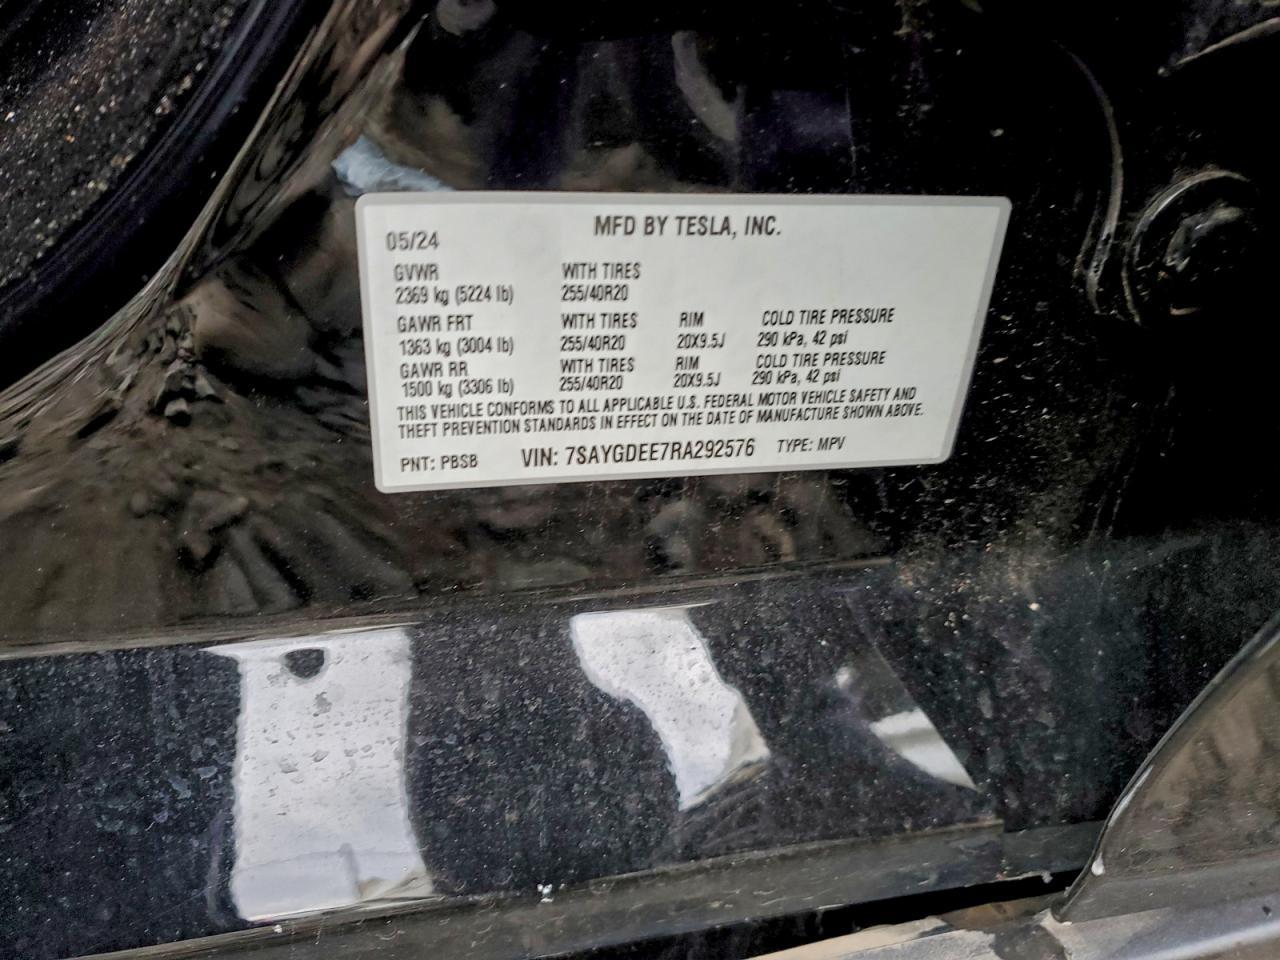 MFD BY TESLA, INC.
05/24
GVWR WITH TIRES
2369 kg (5224 lb) 255/40R20
GAWR FRT WITH TIRES RIM COLD TIRE PRESSURE
1363 kg (3004 lb) 255/40R20 20X9.5J 290 kPa, 42 psi
GAWR RR WITH TIRES RIM COLD TIRE PRESSURE
1500 kg (3306 lb) 255/40R20 20X9.5J 290 kPa, 42 psi
THIS VEHICLE CONFORMS TO ALL APPLICABLE U.S. FEDERAL MOTOR VEHICLE SAFETY AND
THEFT PREVENTION STANDARDS IN EFFECT ON THE DATE OF MANUFACTURE SHOWN ABOVE.
PNT: PBSB VIN: 7SAYGDEE7RA292576 TYPE: MPV